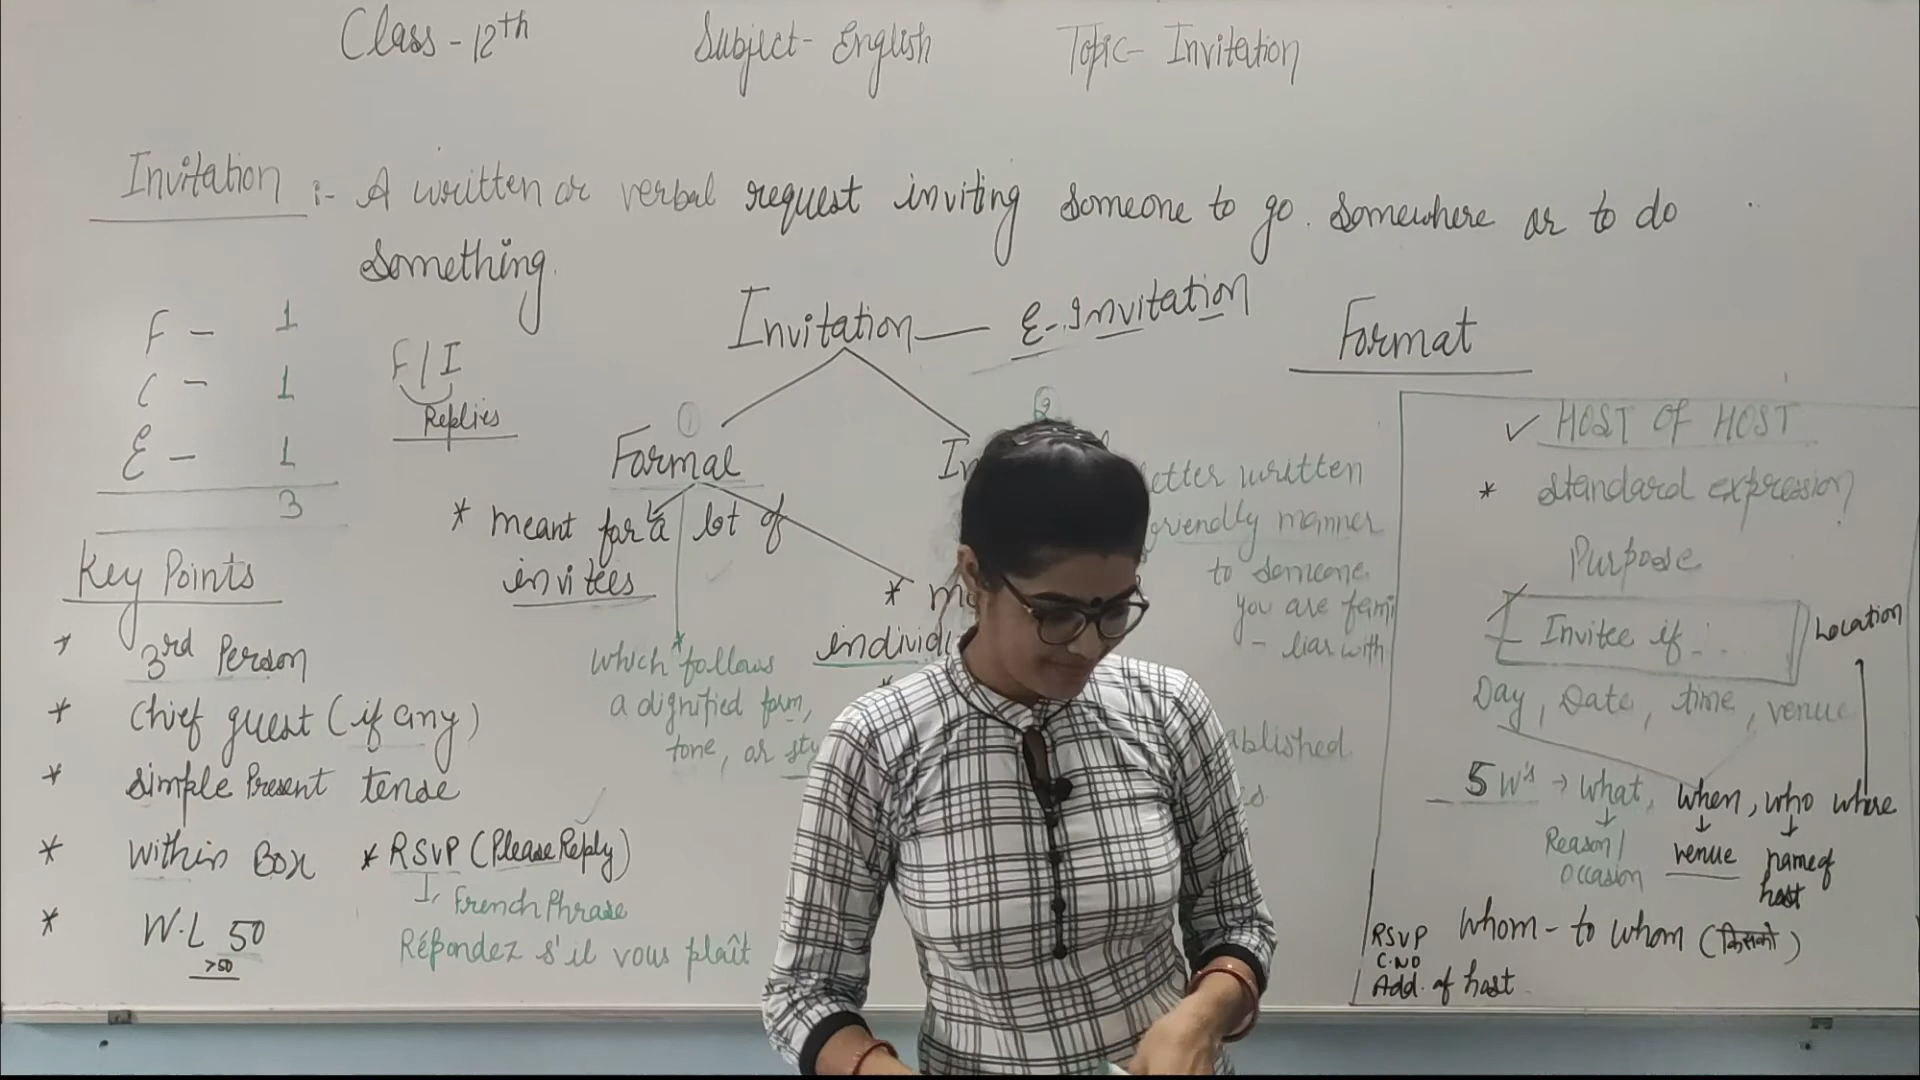 Class - 12th
Subject - English
Topic - Invitation
Invitation :- A written or verbal request inviting someone to go. somewhere or to do
something.
F - 1
C - 1
E - 1
3
F/I
Replies
Invitation — E-Invitation
①
Formal
* meant for a lot of
invitees
which follows
a dignified form,
tone, or
②
* 
individ
etter written
friendly manner
to someone
you are fami
- liar with
ablished
Key Points
* 3rd Person
* Chief guest (if any)
* simple Present tense
* within Box
* W.L 50
>50
* RSVP (Please Reply)
French Phrase
Répondez s'il vous plaît
Format
✓ HOST OF HOST
* standard expression
Purpose
Invitee if...
Location
Day, Date, time, venue
5 W's → what, when, who where
Reason/
occasion
venue
name of
host
whom - to whom (किसको)
RSVP
C.NO
Add. of host